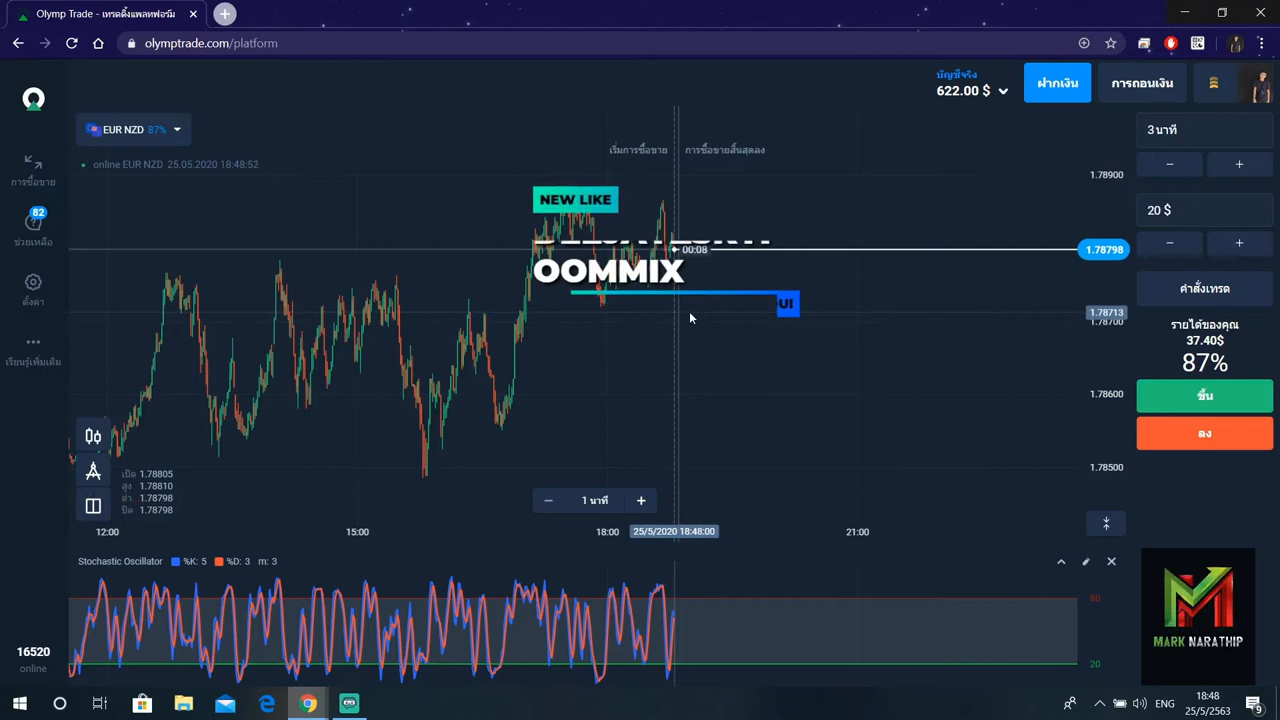 Olymp Trade - เทรดดิ้งแพลทฟอร์ม
olymptrade.com/platform
บัญชีจริง
622.00 $
ฝากเงิน
การถอนเงิน
EUR NZD 87%
online EUR NZD 25.05.2020 18:48:52
เริ่มการซื้อขาย
การซื้อขายสิ้นสุดลง
การซื้อขาย
82
ช่วยเหลือ
ตั้งค่า
เรียนรู้เพิ่มเติม
NEW LIKE
OOMMIX
00:08
1.78900
1.78798
1.78713
1.78700
1.78600
1.78500
3 นาที
20 $
คำสั่งเทรด
รายได้ของคุณ
37.40$
87%
ขึ้น
ลง
เปิด 1.78805
สูง 1.78810
ต่ำ 1.78798
ปิด 1.78798
1 นาที
12:00
15:00
18:00
25/5/2020 18:48:00
21:00
Stochastic Oscillator %K: 5 %D: 3 m: 3
80
20
16520
online
MARK NARATHIP
ENG
18:48
25/5/2563
9